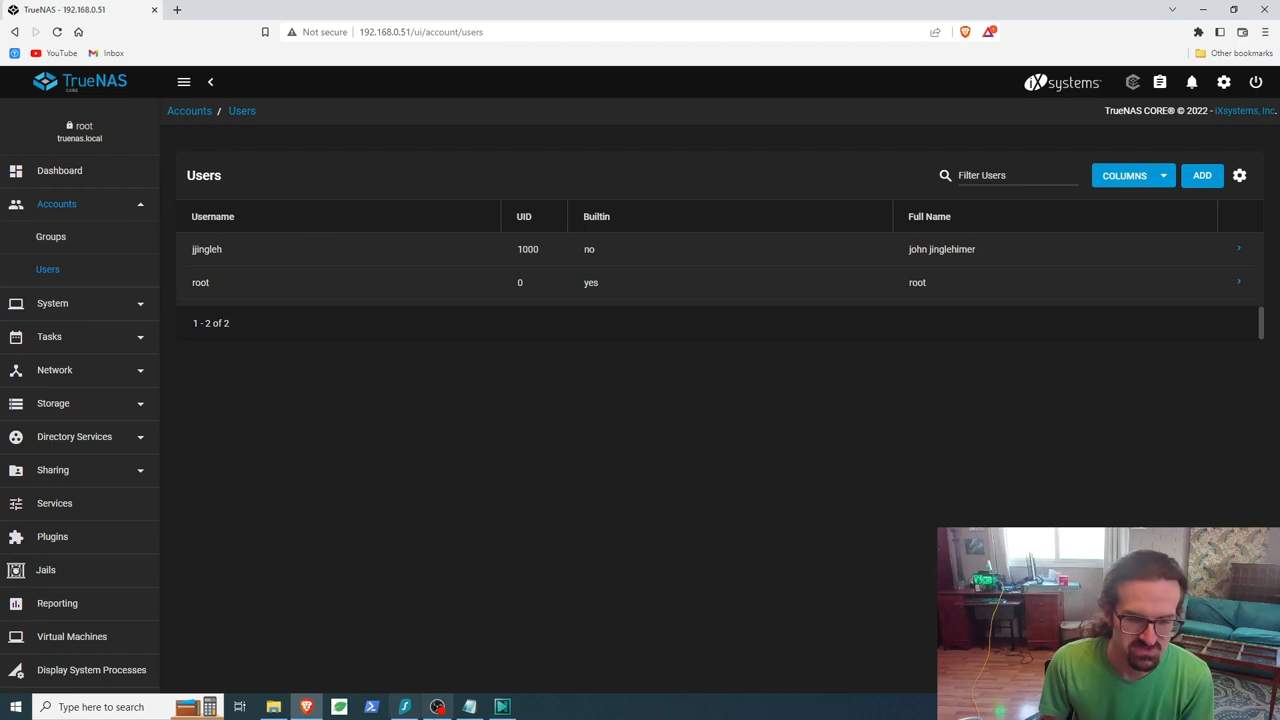 TrueNAS - 192.168.0.51
Not secure
192.168.0.51/ui/account/users
YouTube
Inbox
Other bookmarks
TrueNAS
CORE
iXsystems
root
truenas.local
Accounts / Users
TrueNAS CORE® © 2022 - iXsystems, Inc.
Dashboard
Accounts
Groups
Users
System
Tasks
Network
Storage
Directory Services
Sharing
Services
Plugins
Jails
Reporting
Virtual Machines
Display System Processes
Users
Filter Users
COLUMNS
ADD
Username UID Builtin Full Name
jjingleh 1000 no john jinglehimer
root 0 yes root
1 - 2 of 2
Type here to search